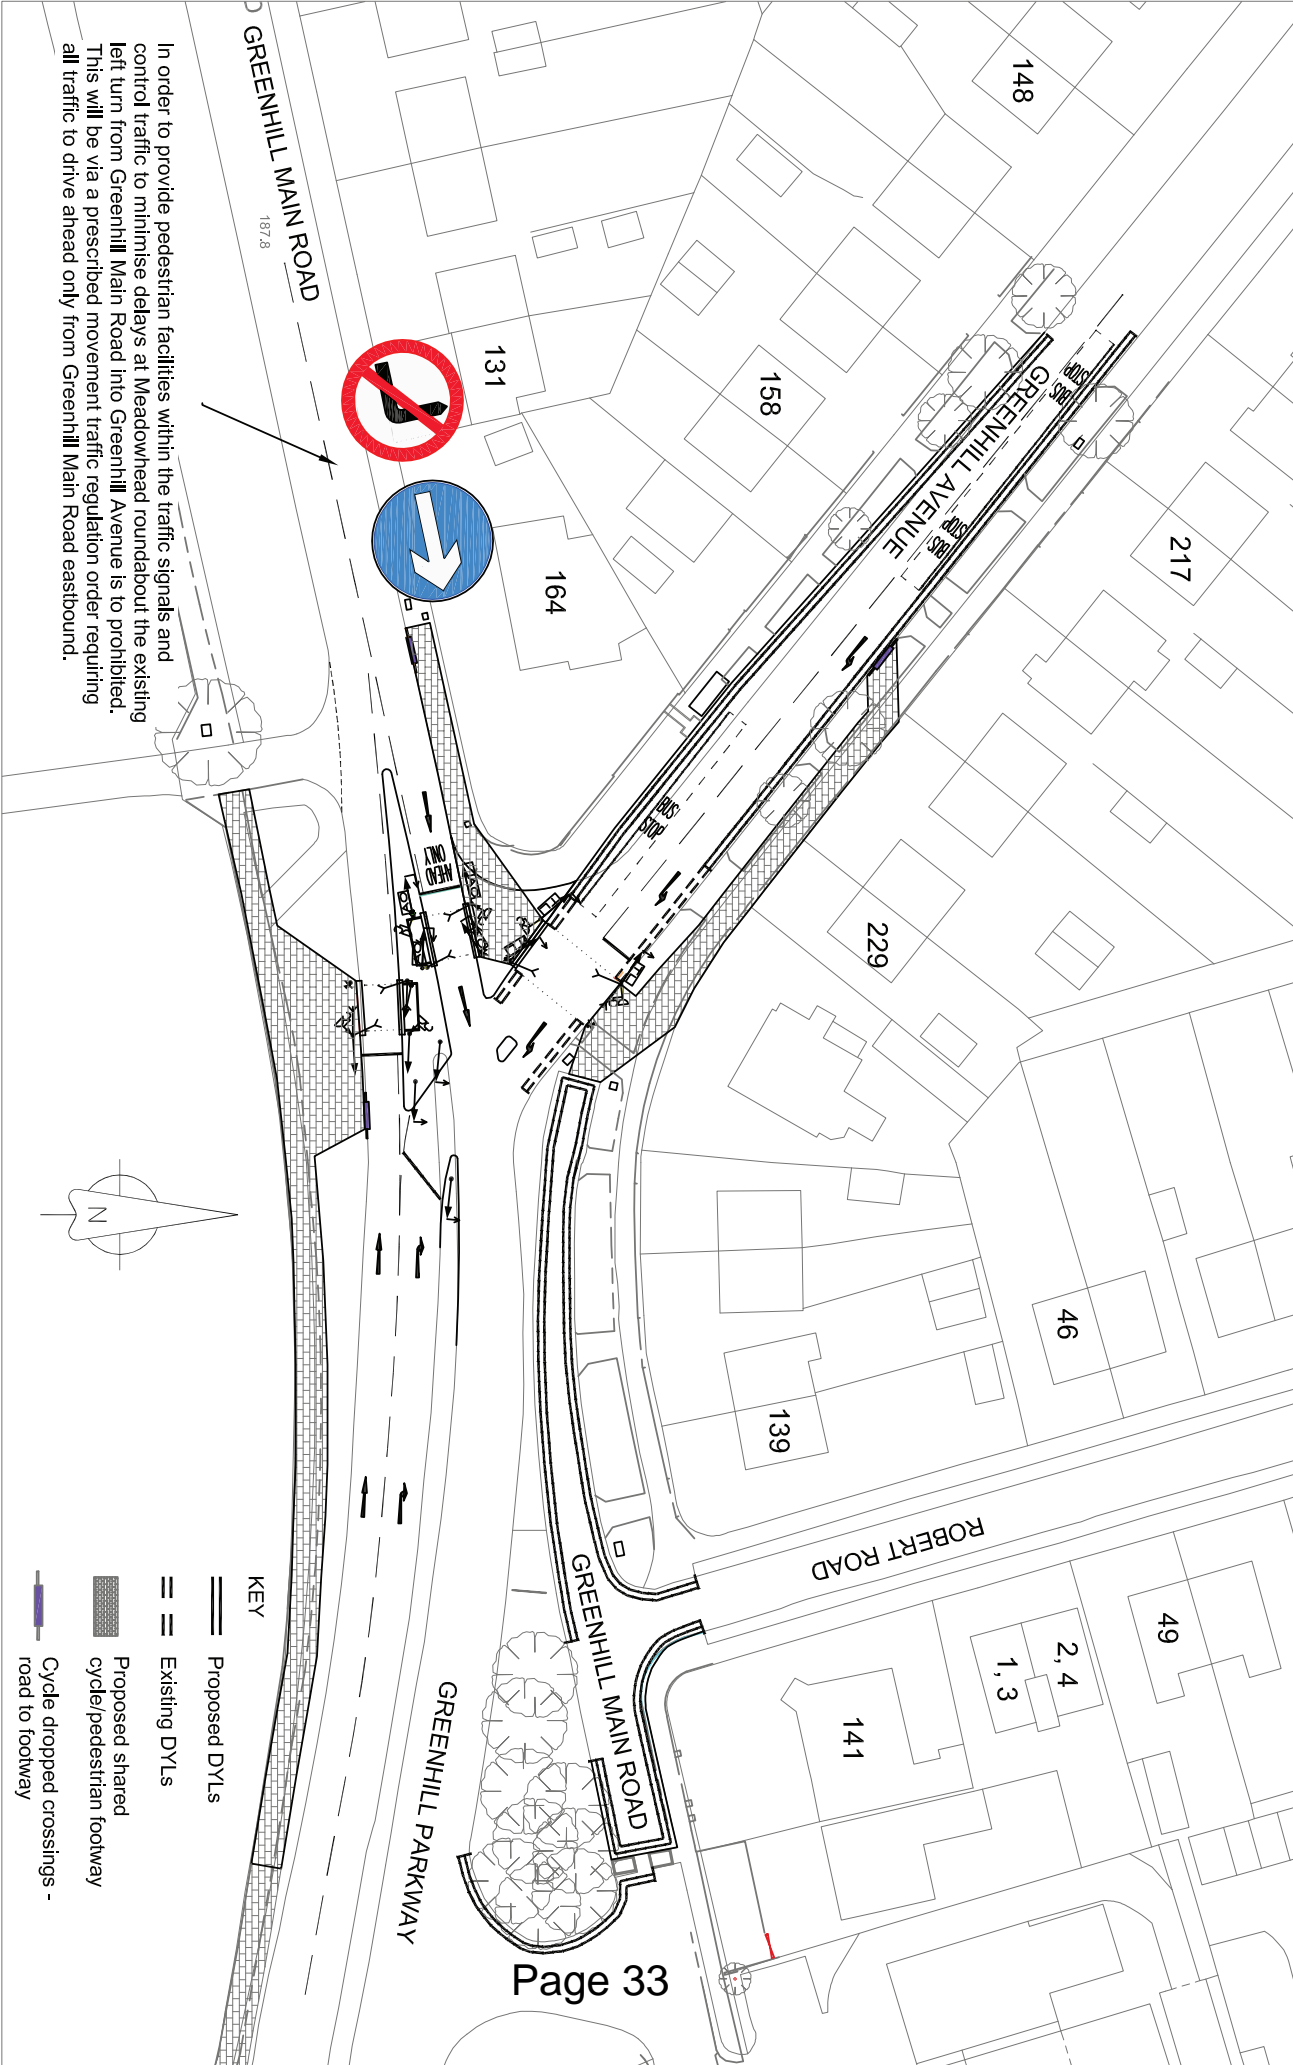 In order to provide pedestrian facilities within the traffic signals and
control traffic to minimise delays at Meadowhead roundabout the existing
left turn from Greenhill Main Road into Greenhill Avenue is to prohibited.
This will be via a prescribed movement traffic regulation order requiring
all traffic to drive ahead only from Greenhill Main Road eastbound.
GREENHILL MAIN ROAD
187.8
148
131
158
164
217
GREENHILL AVENUE
BUS
STOP
BUS
STOP
BUS
STOP
AHEAD
ONLY
229
46
139
ROBERT ROAD
49
2, 4
1, 3
141
GREENHILL MAIN ROAD
GREENHILL PARKWAY
N
KEY
Proposed DYLs
Existing DYLs
Proposed shared
cycle/pedestrian footway
Cycle dropped crossings -
road to footway
Page 33